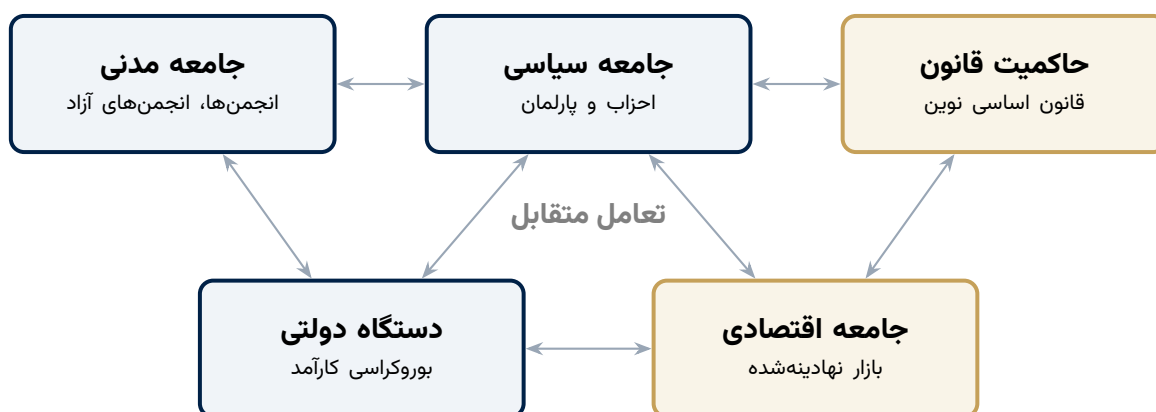 حاکمیت قانون
قانون اساسی نوین
جامعه سیاسی
احزاب و پارلمان
جامعه مدنی
انجمن‌ها، انجمن‌های آزاد
تعامل متقابل
جامعه اقتصادی
بازار نهادینه‌شده
دستگاه دولتی
بوروکراسی کارآمد